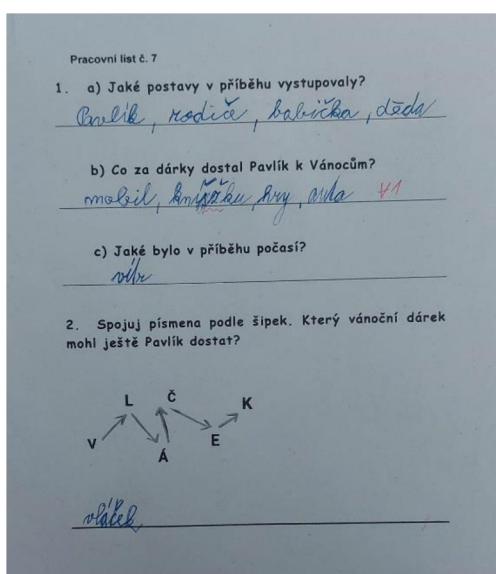 Pracovní list č. 7
1. a) Jaké postavy v příběhu vystupovaly?
Pavlík, rodiče, babička, děda
b) Co za dárky dostal Pavlík k Vánocům?
mobil, hry, auta
c) Jaké bylo v příběhu počasí?
vítr
2. Spojuj písmena podle šipek. Který vánoční dárek
mohl ještě Pavlík dostat?
L Č K
V Á E
vláček